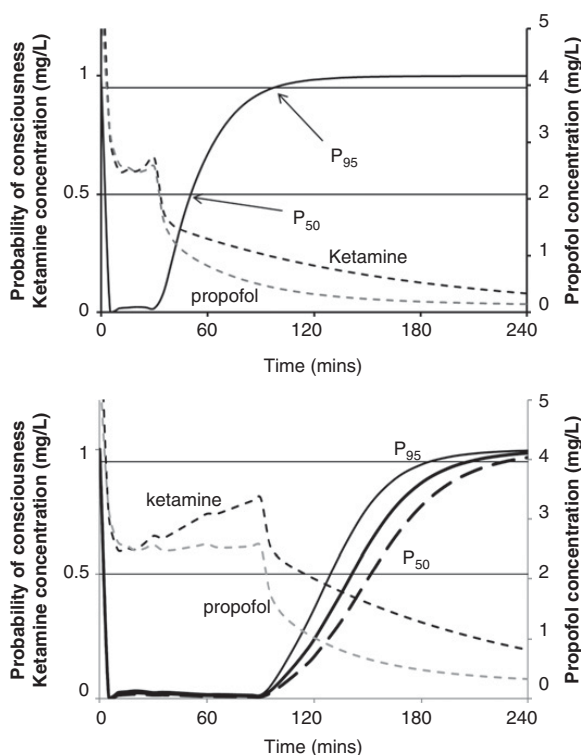 Probability of consciousness
Ketamine concentration (mg/L)
1
0.5
0
P95
P50
Ketamine
propofol
5
4
3
2
1
0
Propofol concentration (mg/L)
0
60
120
180
240
Time (mins)
Probability of consciousness
Ketamine concentration (mg/L)
1
0.5
0
P95
ketamine
P50
propofol
5
4
3
2
1
0
Propofol concentration (mg/L)
0
60
120
180
240
Time (mins)